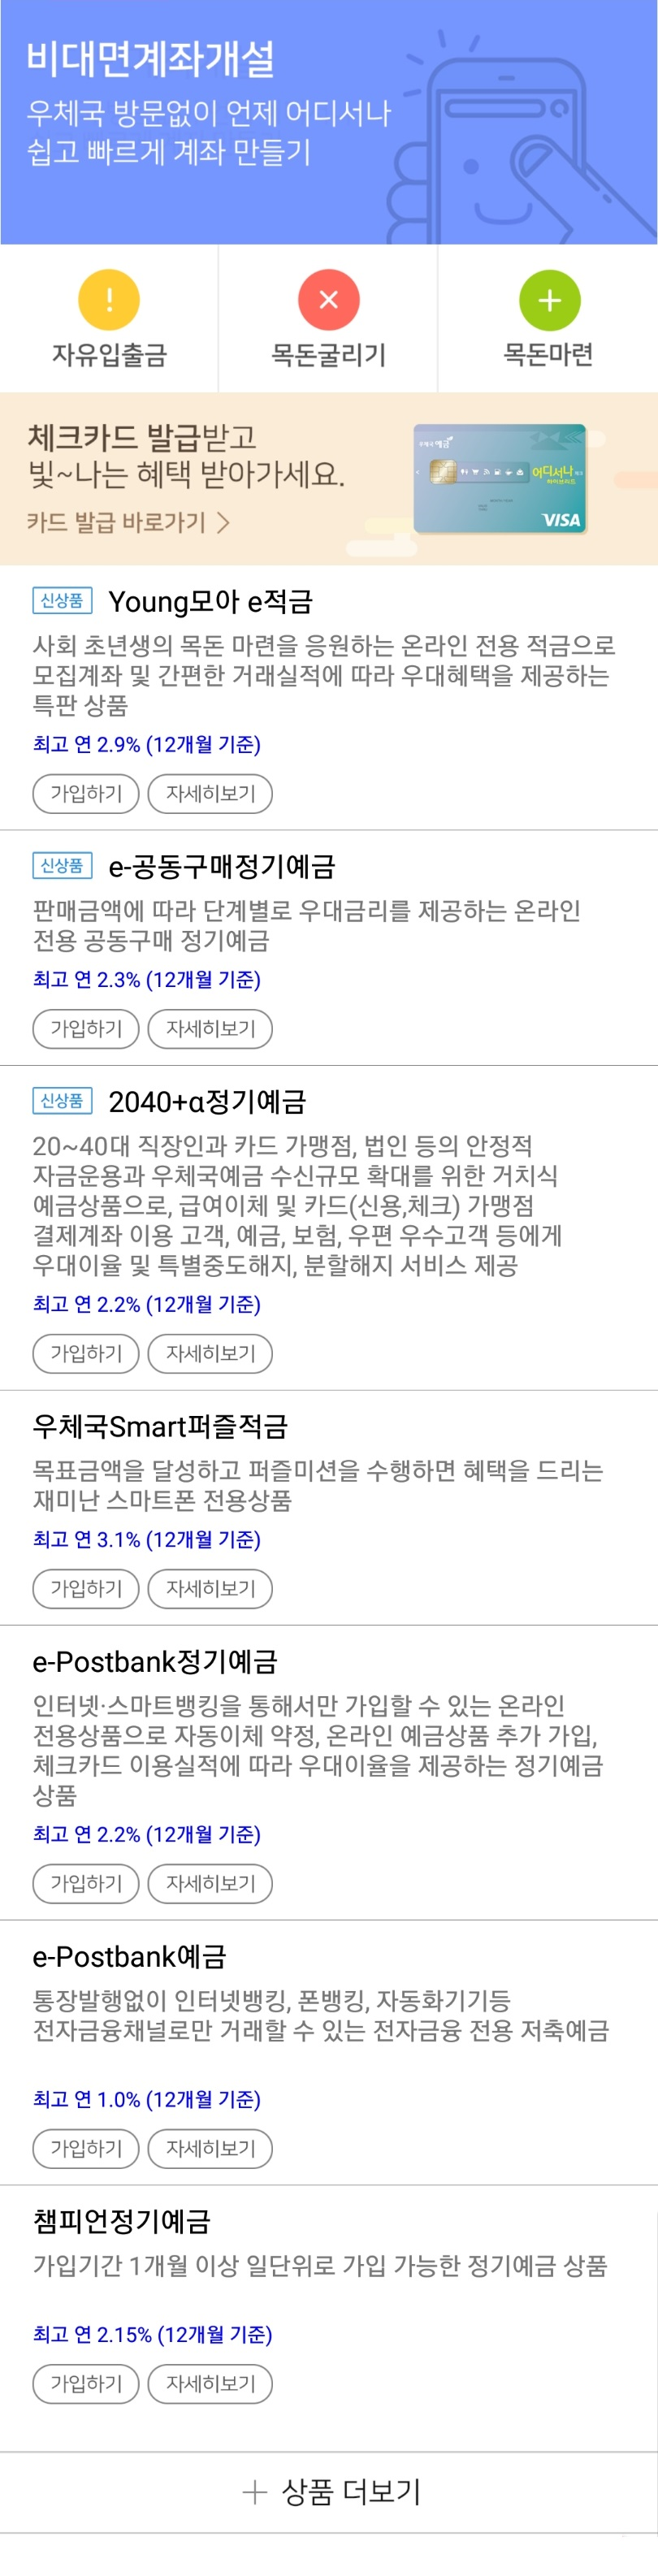 비대면계좌개설
우체국 방문없이 언제 어디서나
쉽고 빠르게 계좌 만들기
자유입출금
목돈굴리기
목돈마련
체크카드 발급받고
빛~나는 혜택 받아가세요.
카드 발급 바로가기 >
우체국 예금
어디서나
하이브리드
VISA
신상품 Young모아 e적금
사회 초년생의 목돈 마련을 응원하는 온라인 전용 적금으로
모집계좌 및 간편한 거래실적에 따라 우대혜택을 제공하는
특판 상품
최고 연 2.9% (12개월 기준)
가입하기 자세히보기
신상품 e-공동구매정기예금
판매금액에 따라 단계별로 우대금리를 제공하는 온라인
전용 공동구매 정기예금
최고 연 2.3% (12개월 기준)
가입하기 자세히보기
신상품 2040+α정기예금
20~40대 직장인과 카드 가맹점, 법인 등의 안정적
자금운용과 우체국예금 수신규모 확대를 위한 거치식
예금상품으로, 급여이체 및 카드(신용,체크) 가맹점
결제계좌 이용 고객, 예금, 보험, 우편 우수고객 등에게
우대이율 및 특별중도해지, 분할해지 서비스 제공
최고 연 2.2% (12개월 기준)
가입하기 자세히보기
우체국Smart퍼즐적금
목표금액을 달성하고 퍼즐미션을 수행하면 혜택을 드리는
재미난 스마트폰 전용상품
최고 연 3.1% (12개월 기준)
가입하기 자세히보기
e-Postbank정기예금
인터넷·스마트뱅킹을 통해서만 가입할 수 있는 온라인
전용상품으로 자동이체 약정, 온라인 예금상품 추가 가입,
체크카드 이용실적에 따라 우대이율을 제공하는 정기예금
상품
최고 연 2.2% (12개월 기준)
가입하기 자세히보기
e-Postbank예금
통장발행없이 인터넷뱅킹, 폰뱅킹, 자동화기기등
전자금융채널로만 거래할 수 있는 전자금융 전용 저축예금
최고 연 1.0% (12개월 기준)
가입하기 자세히보기
챔피언정기예금
가입기간 1개월 이상 일단위로 가입 가능한 정기예금 상품
최고 연 2.15% (12개월 기준)
가입하기 자세히보기
+ 상품 더보기